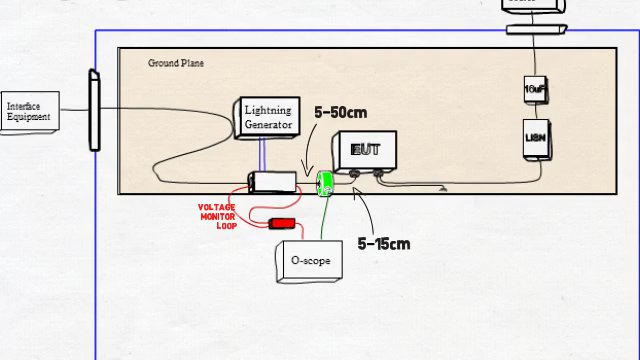 Ground Plane
10uF
Interface
Equipment
Lightning
Generator
5-50cm
LISN
EUT
VOLTAGE
MONITOR
LOOP
5-15cm
O-scope